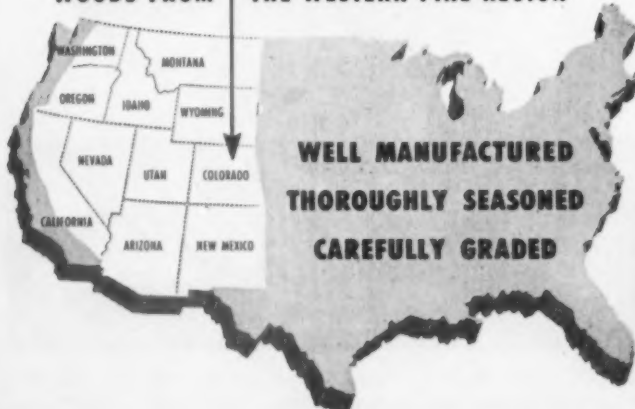 WOODS FROM THE WESTERN PINE REGION
WASHINGTON
MONTANA
OREGON
IDAHO
WYOMING
NEVADA
UTAH
COLORADO
CALIFORNIA
ARIZONA
NEW MEXICO
WELL MANUFACTURED
THOROUGHLY SEASONED
CAREFULLY GRADED